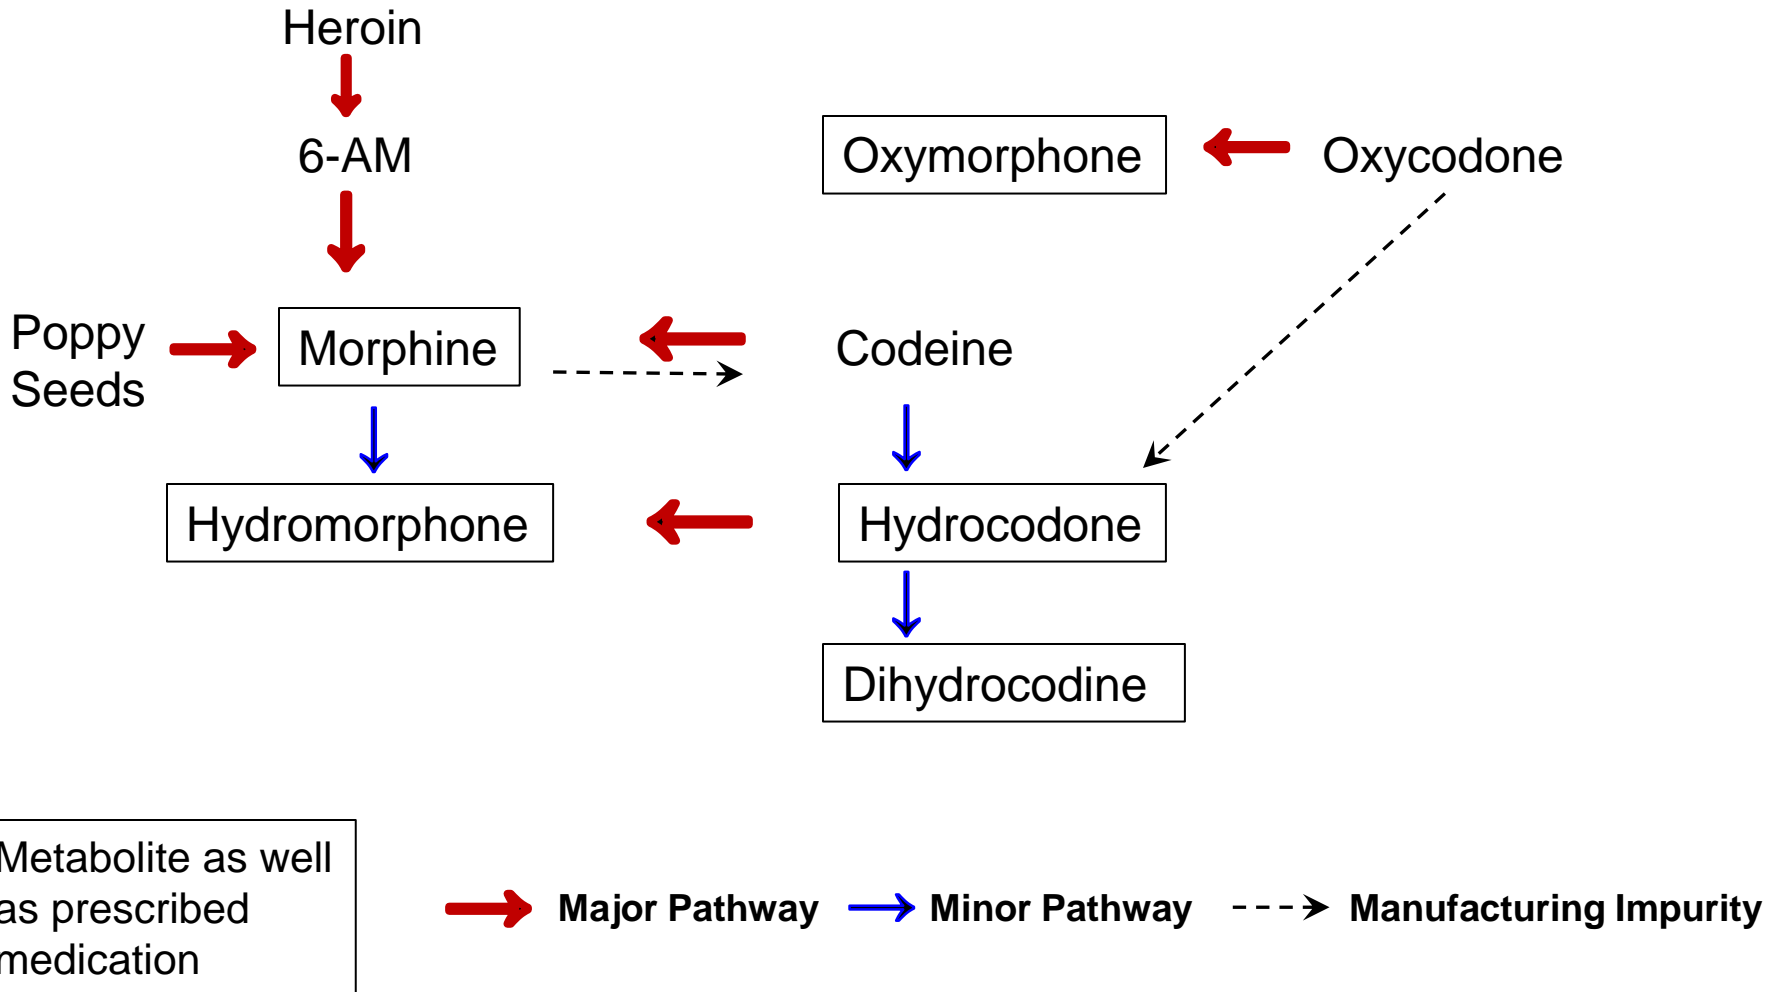 Heroin
6-AM
Oxymorphone
Oxycodone
Poppy
Seeds
Morphine
Codeine
Hydromorphone
Hydrocodone
Dihydrocodine
Metabolite as well
as prescribed
medication
Major Pathway
Minor Pathway
Manufacturing Impurity